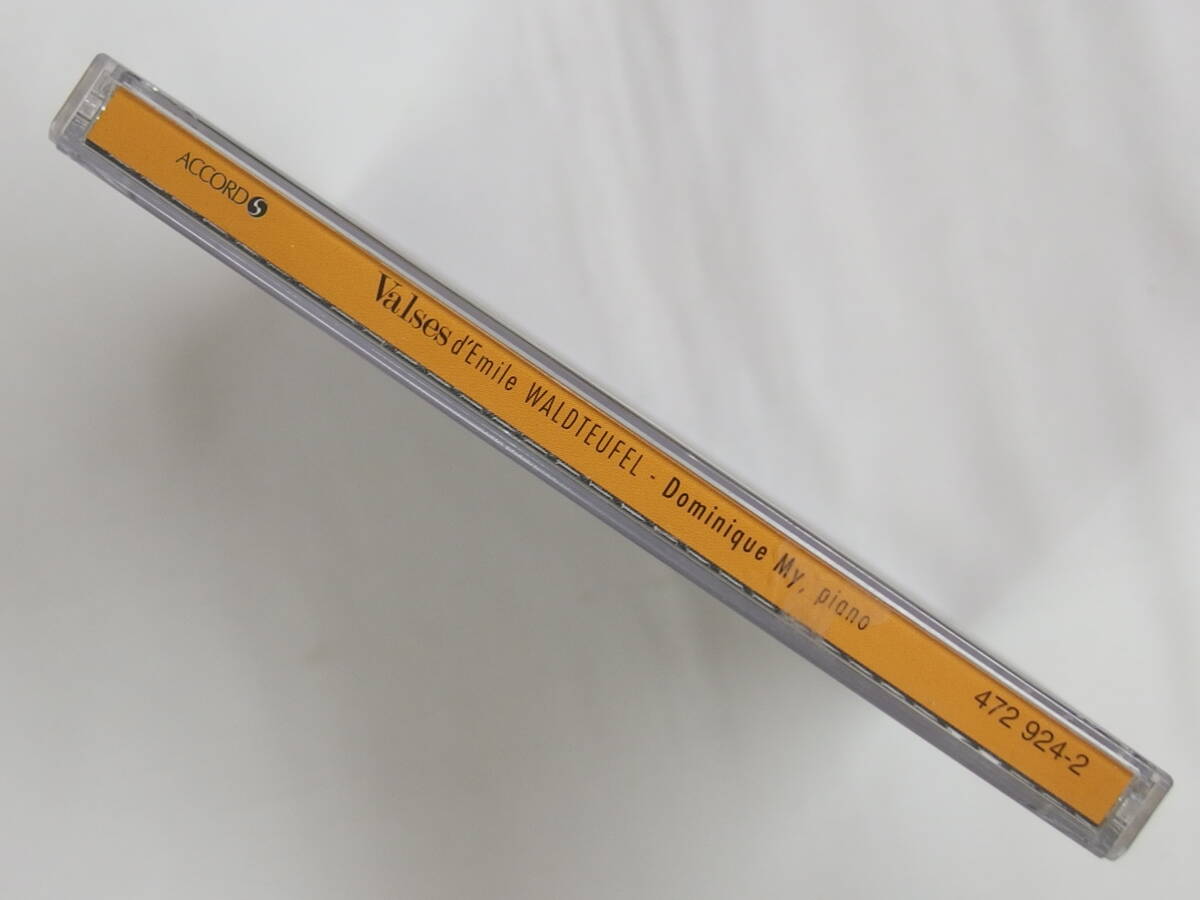 ACCORD
Valses d'Emile WALDTEUFEL - Dominique My, piano
472 924-2